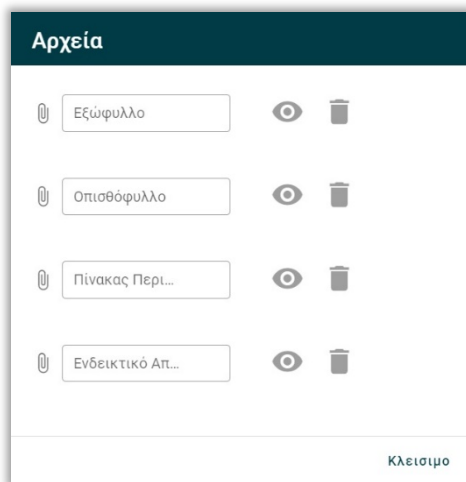 Αρχεία
Εξώφυλλο
Οπισθόφυλλο
Πίνακας Περι...
Ενδεικτικό Απ...
Κλεισιμο